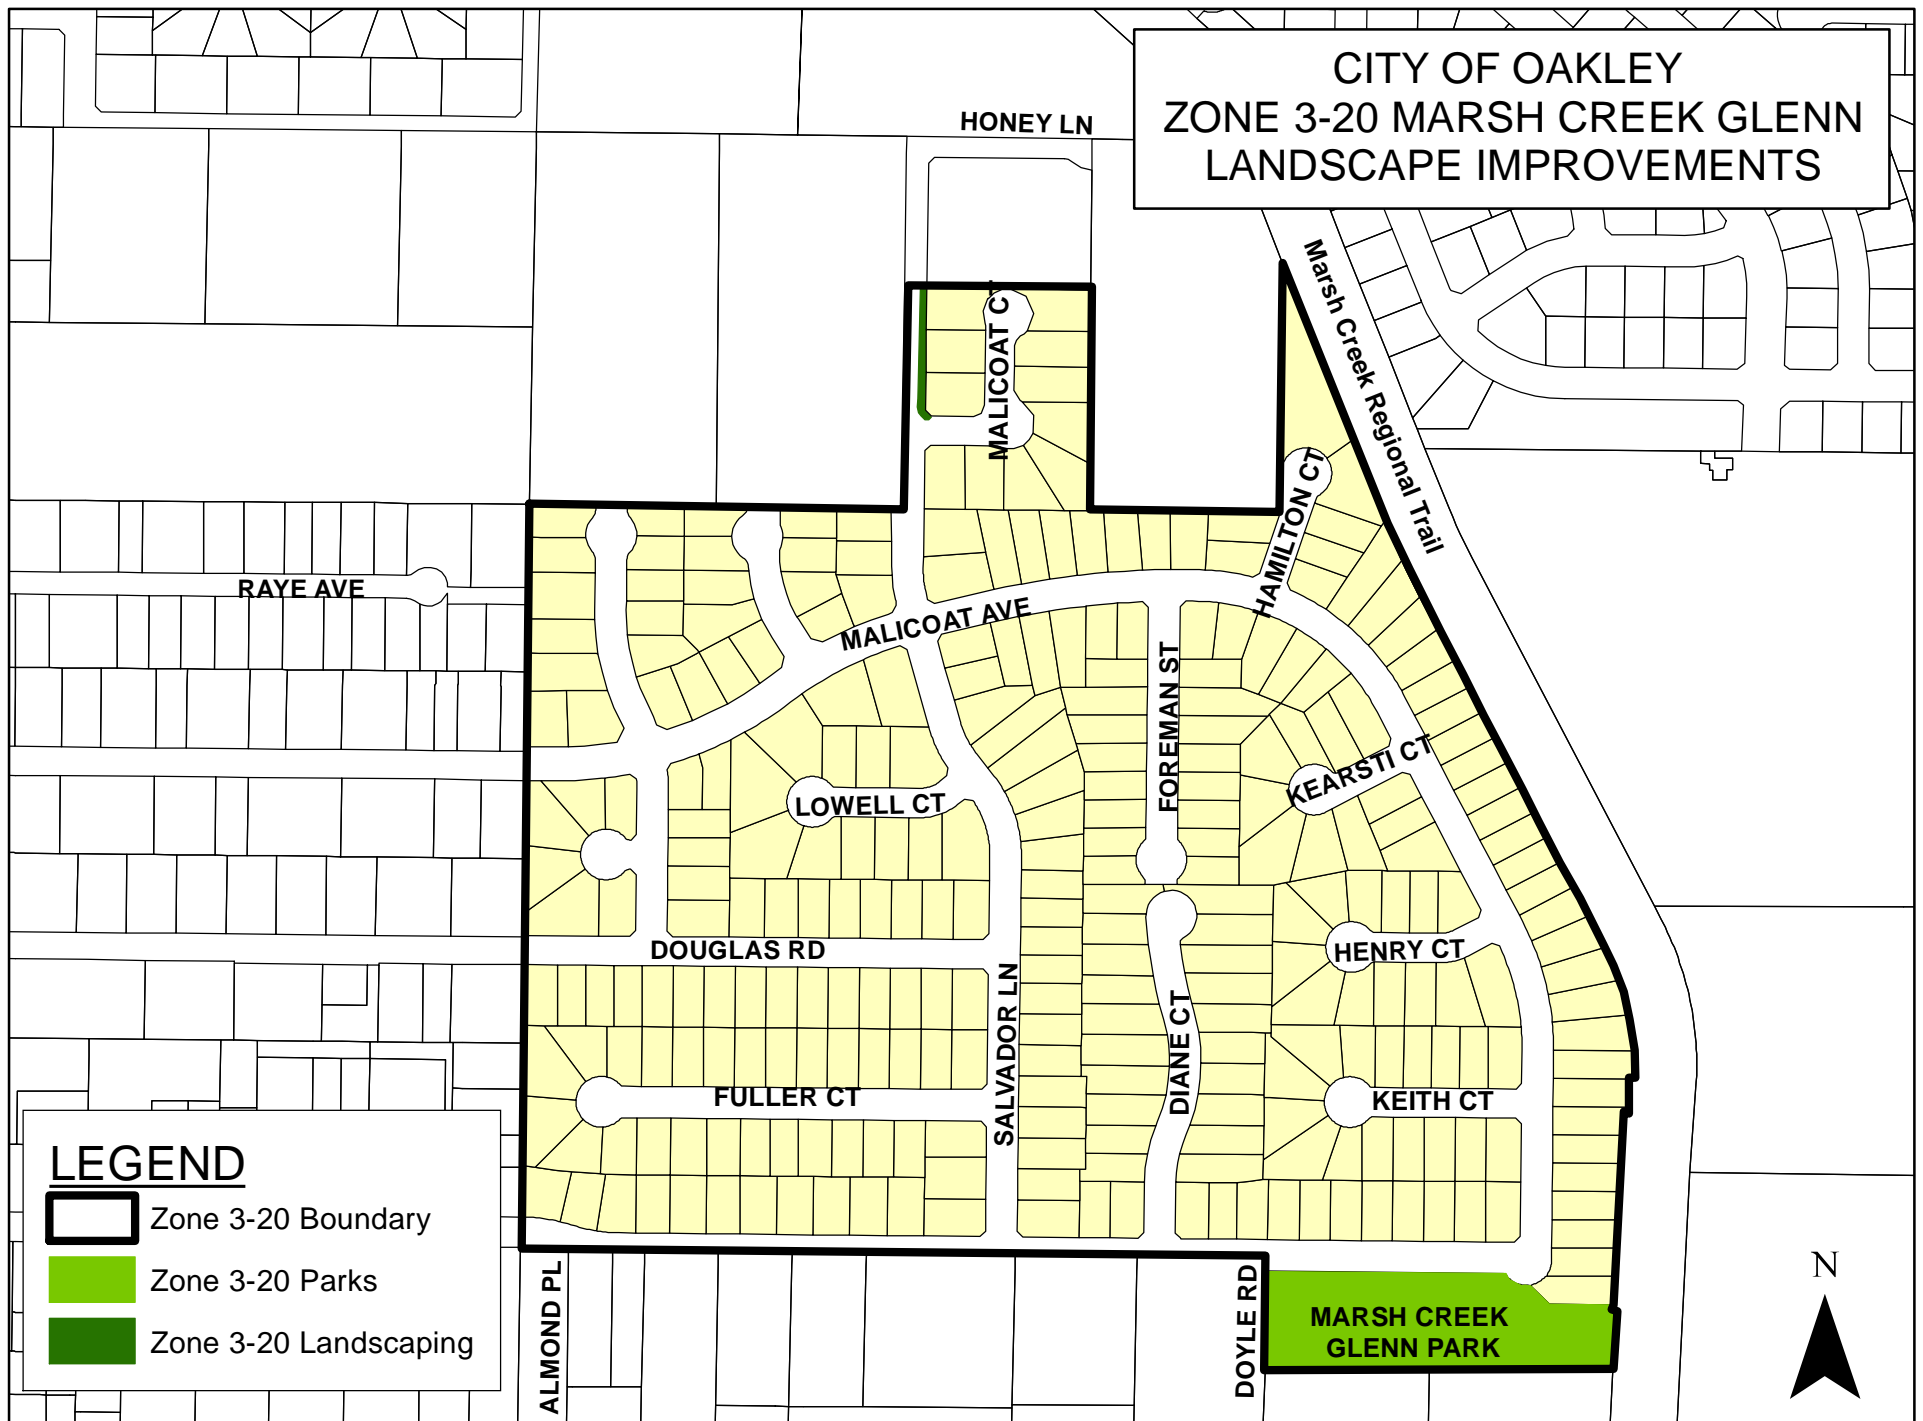 CITY OF OAKLEY
ZONE 3-20 MARSH CREEK GLENN
LANDSCAPE IMPROVEMENTS
HONEY LN
Marsh Creek Regional Trail
MALICOAT CT
HAMILTON CT
RAYE AVE
MALICOAT AVE
FOREMAN ST
KEARSTI CT
LOWELL CT
DOUGLAS RD
HENRY CT
SALVADOR LN
DIANE CT
FULLER CT
KEITH CT
LEGEND
Zone 3-20 Boundary
Zone 3-20 Parks
Zone 3-20 Landscaping
ALMOND PL
DOYLE RD
MARSH CREEK
GLENN PARK
N